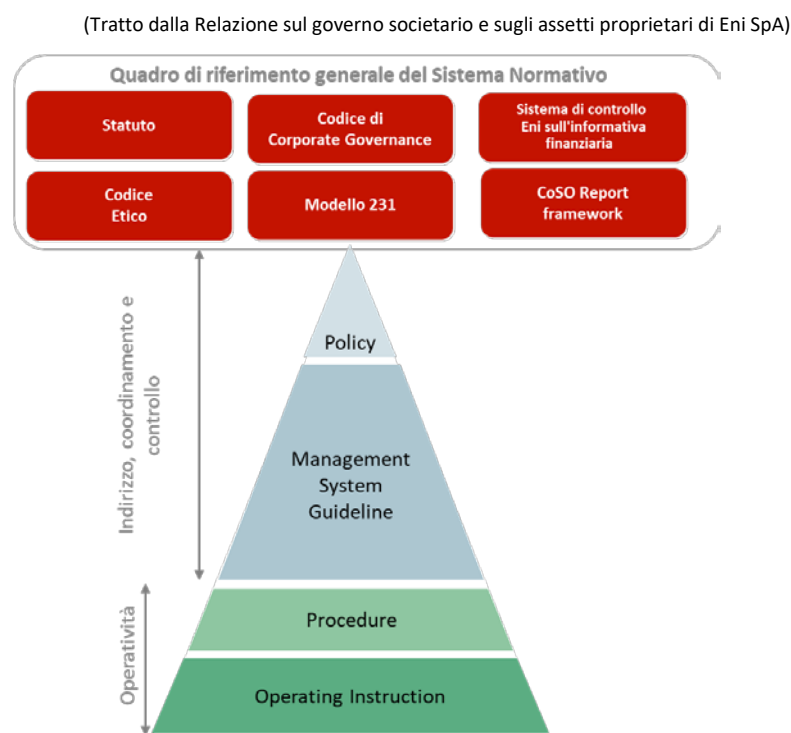 (Tratto dalla Relazione sul governo societario e sugli assetti proprietari di Eni SpA)
Quadro di riferimento generale del Sistema Normativo
Statuto
Codice di
Corporate Governance
Sistema di controllo
Eni sull'informativa
finanziaria
Codice
Etico
Modello 231
CoSO Report
framework
Indirizzo, coordinamento e
controllo
Policy
Management
System
Guideline
Operatività
Procedure
Operating Instruction